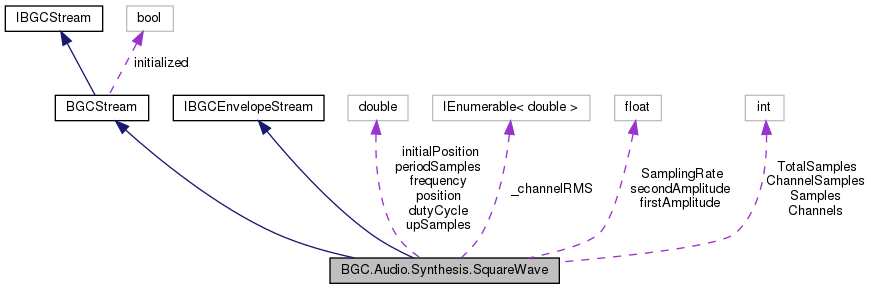 IBGCStream
bool
initialized
BGCStream
IBGCEnvelopeStream
double
IEnumerable< double >
float
int
initialPosition
periodSamples
frequency
position
dutyCycle
upSamples
_channelRMS
SamplingRate
secondAmplitude
firstAmplitude
TotalSamples
ChannelSamples
Samples
Channels
BGC.Audio.Synthesis.SquareWave